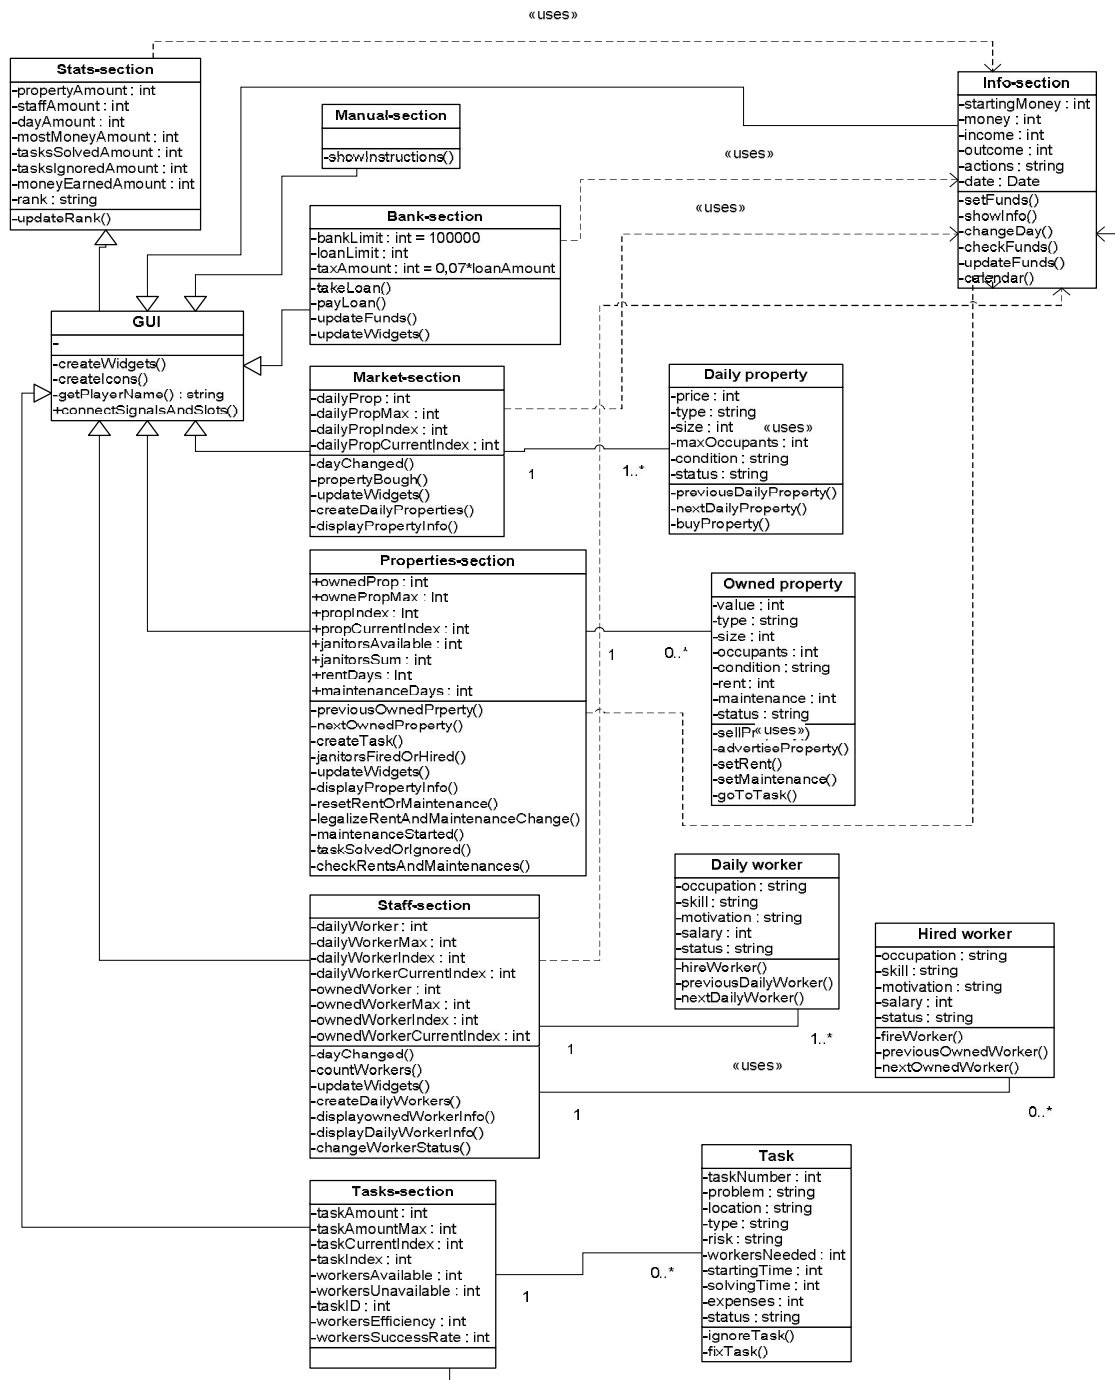 «uses»
Stats-section
-propertyAmount : int
-staffAmount : int
-dayAmount : int
-mostMoneyAmount : int
-tasksSolvedAmount : int
-tasksIgnoredAmount : int
-moneyEarnedAmount : int
-rank : string
-updateRank()
Manual-section
-showInstructions()
Info-section
-startingMoney : int
-money : int
-income : int
-outcome : int
-actions : string
-date : Date
-setFunds()
-showInfo()
-changeDay()
-checkFunds()
-updateFunds()
-calendar()
«uses»
«uses»
Bank-section
-bankLimit : int = 100000
-loanLimit : int
-taxAmount : int = 0,07*loanAmount
-takeLoan()
-payLoan()
-updateFunds()
-updateWidgets()
GUI
-
-createWidgets()
-createIcons()
-getPlayerName() : string
+connectSignalsAndSlots()
Market-section
-dailyProp : int
-dailyPropMax : int
-dailyPropIndex : int
-dailyPropCurrentIndex : int
-dayChanged()
-propertyBough()
-updateWidgets()
-createDailyProperties()
-displayPropertyInfo()
1
1..*
Daily property
-price : int
-type : string
-size : int
«uses»
-maxOccupants : int
-condition : string
-status : string
-previousDailyProperty()
-nextDailyProperty()
-buyProperty()
Properties-section
+ownedProp : int
+ownePropMax : int
+propIndex : int
+propCurrentIndex : int
+janitorsAvailable : int
+janitorsSum : int
+rentDays : int
+maintenanceDays : int
-previousOwnedPrperty()
-nextOwnedProperty()
-createTask()
-janitorsFiredOrHired()
-updateWidgets()
-displayPropertyInfo()
-resetRentOrMaintenance()
-legalizeRentAndMaintenanceChange()
-maintenanceStarted()
-taskSolvedOrIgnored()
-checkRentsAndMaintenances()
1
0..*
Owned property
-value : int
-type : string
-size : int
-occupants : int
-condition : string
-rent : int
-maintenance : int
-status : string
«uses»
-advertiseProperty()
-setRent()
-setMaintenance()
-goToTask()
Staff-section
-dailyWorker : int
-dailyWorkerMax : int
-dailyWorkerIndex : int
-dailyWorkerCurrentIndex : int
-ownedWorker : int
-ownedWorkerMax : int
-ownedWorkerIndex : int
-ownedWorkerCurrentIndex : int
-dayChanged()
-countWorkers()
-updateWidgets()
-createDailyWorkers()
-displayownedWorkerInfo()
-displayDailyWorkerInfo()
-changeWorkerStatus()
1
1..*
Daily worker
-occupation : string
-skill : string
-motivation : string
-salary : int
-status : string
-hireWorker()
-previousDailyWorker()
-nextDailyWorker()
Hired worker
-occupation : string
-skill : string
-motivation : string
-salary : int
-status : string
-fireWorker()
-previousOwnedWorker()
-nextOwnedWorker()
«uses»
1
0..*
Tasks-section
-taskAmount : int
-taskAmountMax : int
-taskCurrentIndex : int
-taskIndex : int
-workersAvailable : int
-workersUnavailable : int
-taskID : int
-workersEfficiency : int
-workersSuccessRate : int
1
0..*
Task
-taskNumber : int
-problem : string
-location : string
-type : string
-risk : string
-workersNeeded : int
-startingTime : int
-solvingTime : int
-expenses : int
-status : string
-ignoreTask()
-fixTask()